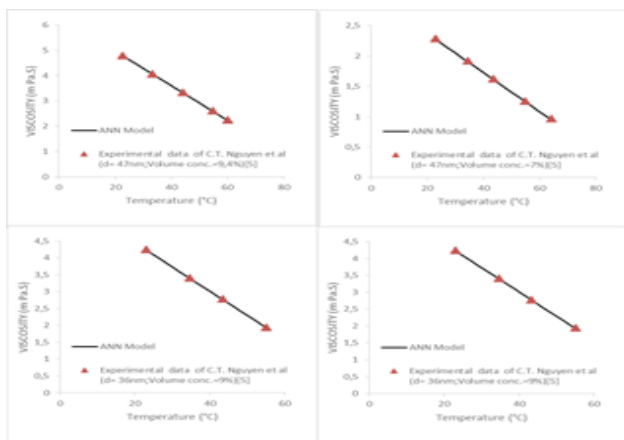 6
5
4
3
2
1
0
VISCOSITY (m Pa.S)
ANN Model
Experimental data of C.T. Nguyen et al
(d= 47nm;Volume conc.=9,4%)[5]
0 20 40 60 80
Temperature (°C)
2,5
2
1,5
1
0,5
VISCOSITY (m Pa.S)
ANN Model
Experimental data of C.T. Nguyen et al
(d= 47nm;Volume conc.=7%)[5]
0 20 40 60 80
Temperature (°C)
4,5
4
3,5
3
2,5
2
1,5
1
0,5
0
VISCOSITY (m Pa.S)
ANN Model
Experimental data of C.T. Nguyen et al
(d= 36nm;Volume conc.=9%)[5]
0 20 40 60
Temperature (°C)
4,5
4
3,5
3
2,5
2
1,5
1
0,5
0
VISCOSITY (m Pa.S)
ANN Model
Experimental data of C.T. Nguyen et al
(d= 36nm;Volume conc.=9%)[5]
0 20 40 60
Temperature (°C)